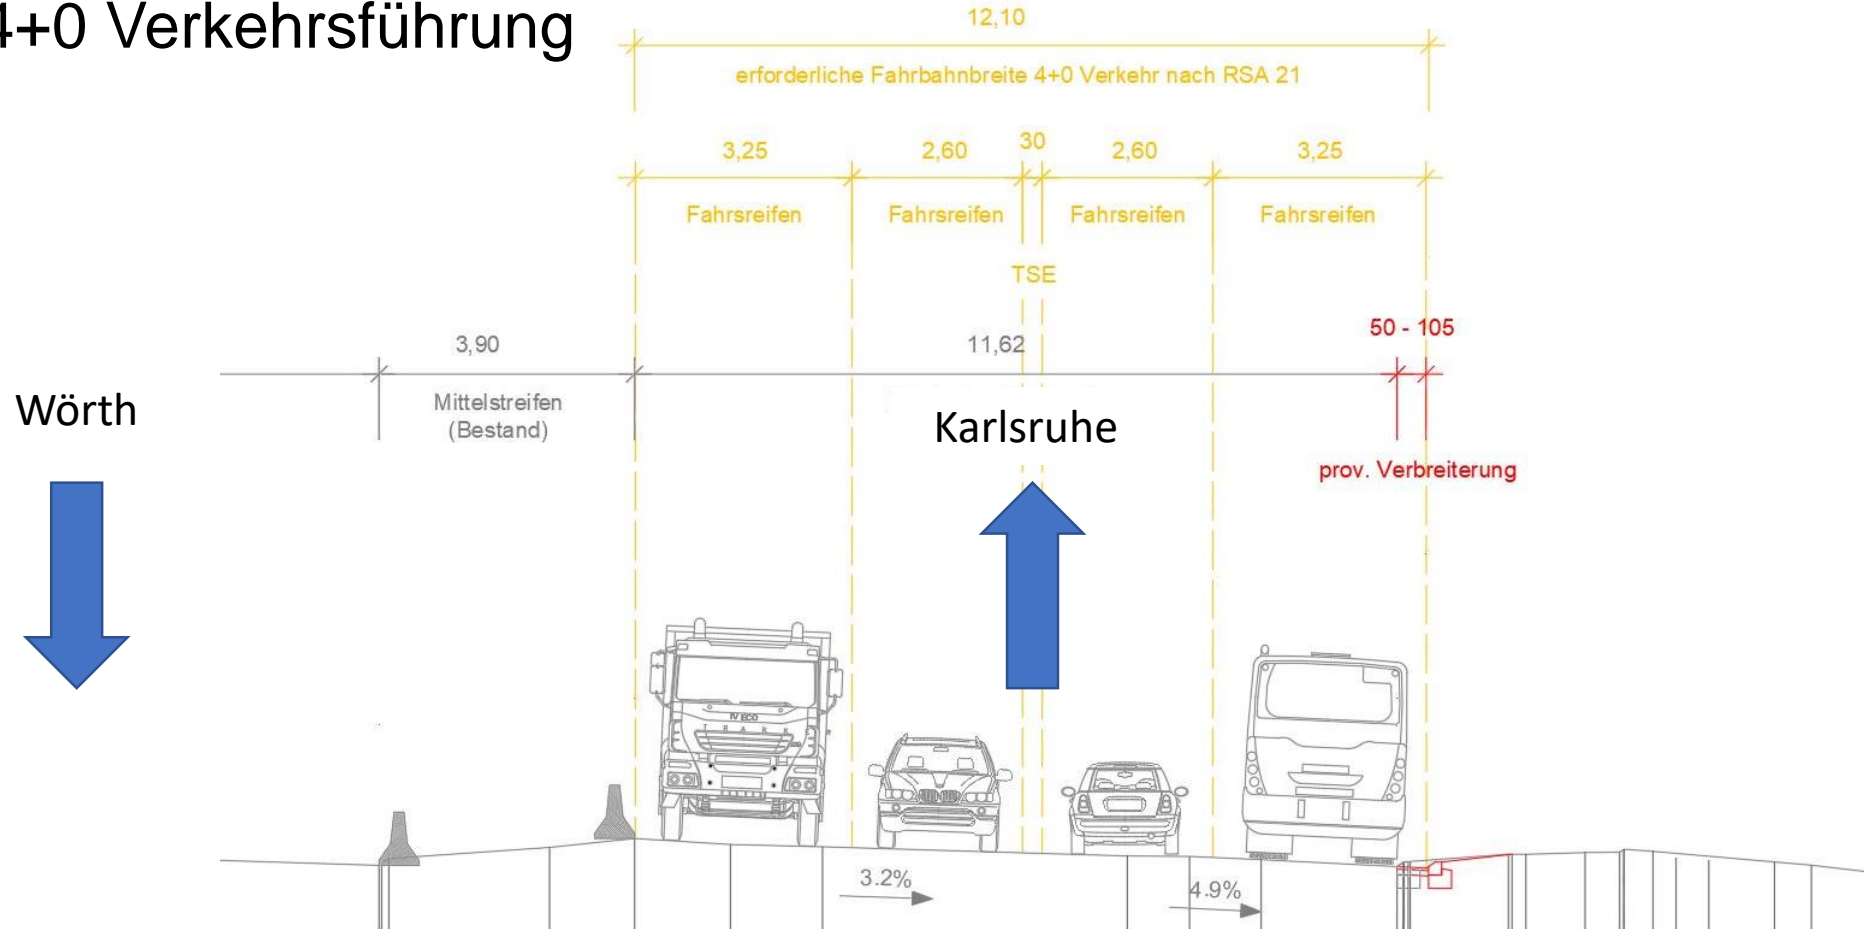 4+0 Verkehrsführung
12,10
erforderliche Fahrbahnbreite 4+0 Verkehr nach RSA 21
3,25
2,60
30
2,60
3,25
Fahrsreifen
Fahrsreifen
Fahrsreifen
Fahrsreifen
TSE
3,90
11,62
50 - 105
Mittelstreifen
(Bestand)
Wörth
Karlsruhe
prov. Verbreiterung
IVECO
3.2%
4.9%